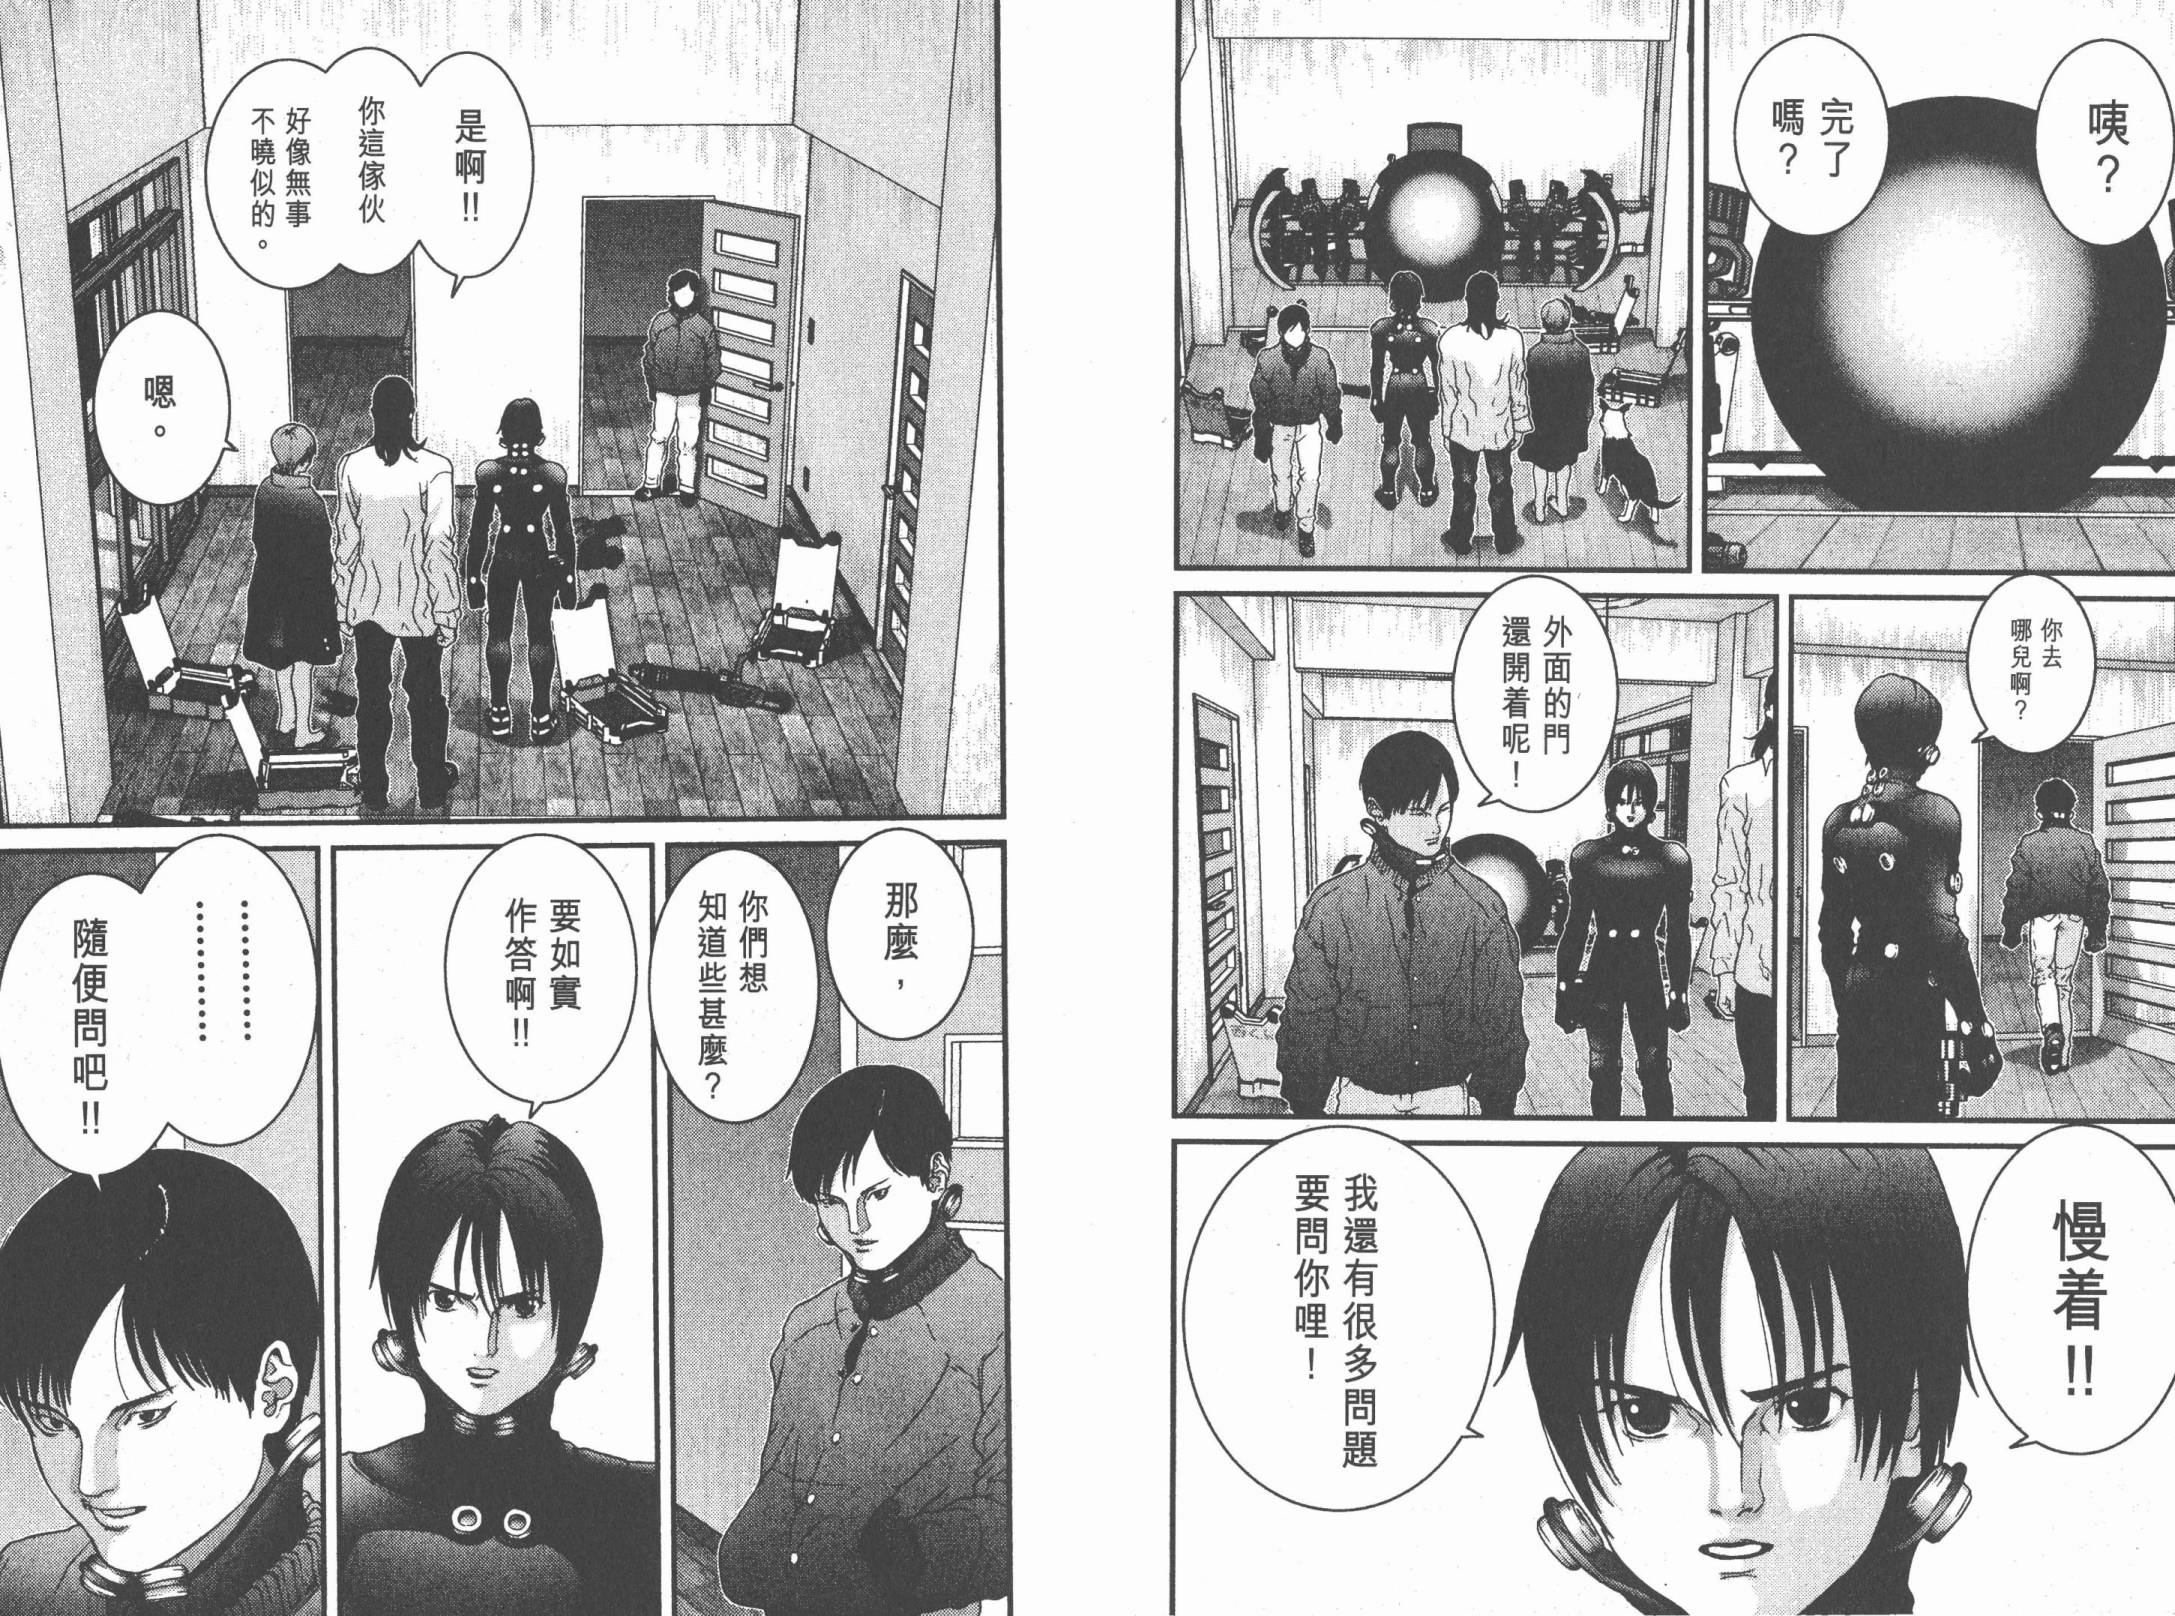 咦？
完了
嗎？
你去
哪兒啊？
外面的門
還開着呢！
慢着!!
我還有很多問題
要問你哩！
是啊!!
你這傢伙
好像無事
不曉似的。
嗯。
那麼，
你們想
知道些甚麼？
要如實
作答啊!!
…………
…………
隨便問吧!!